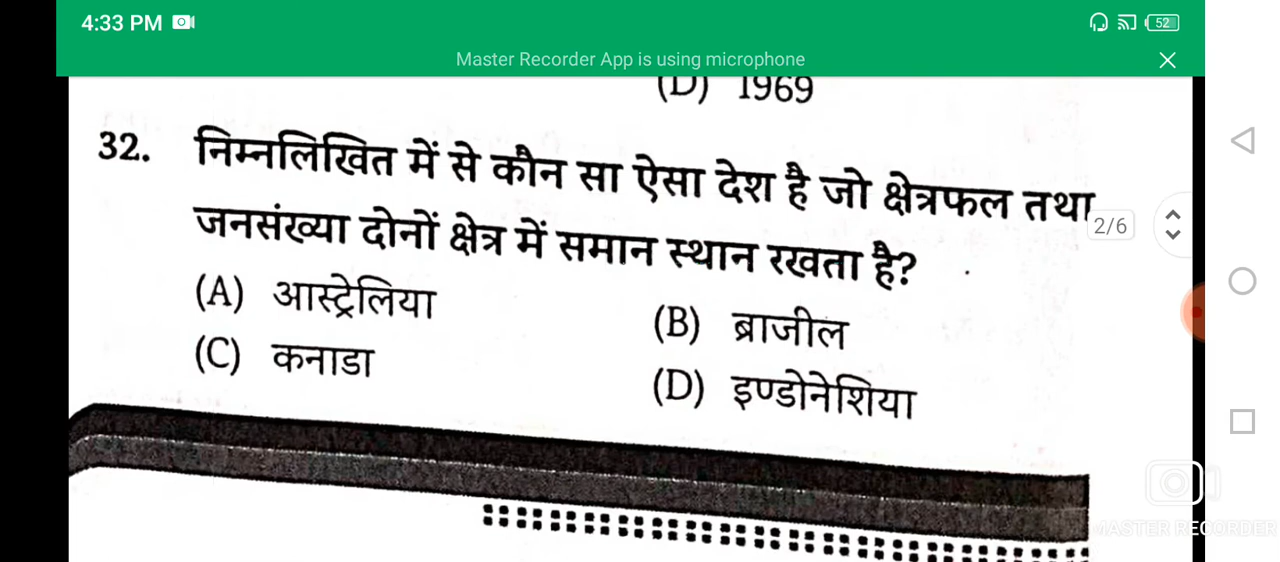 4:33 PM
52
Master Recorder App is using microphone
(D) 1969
32. निम्नलिखित में से कौन सा ऐसा देश है जो क्षेत्रफल तथा
2/6
जनसंख्या दोनों क्षेत्र में समान स्थान रखता है?
(A) आस्ट्रेलिया
(B) ब्राजील
(C) कनाडा
(D) इण्डोनेशिया
MASTER RECORDER